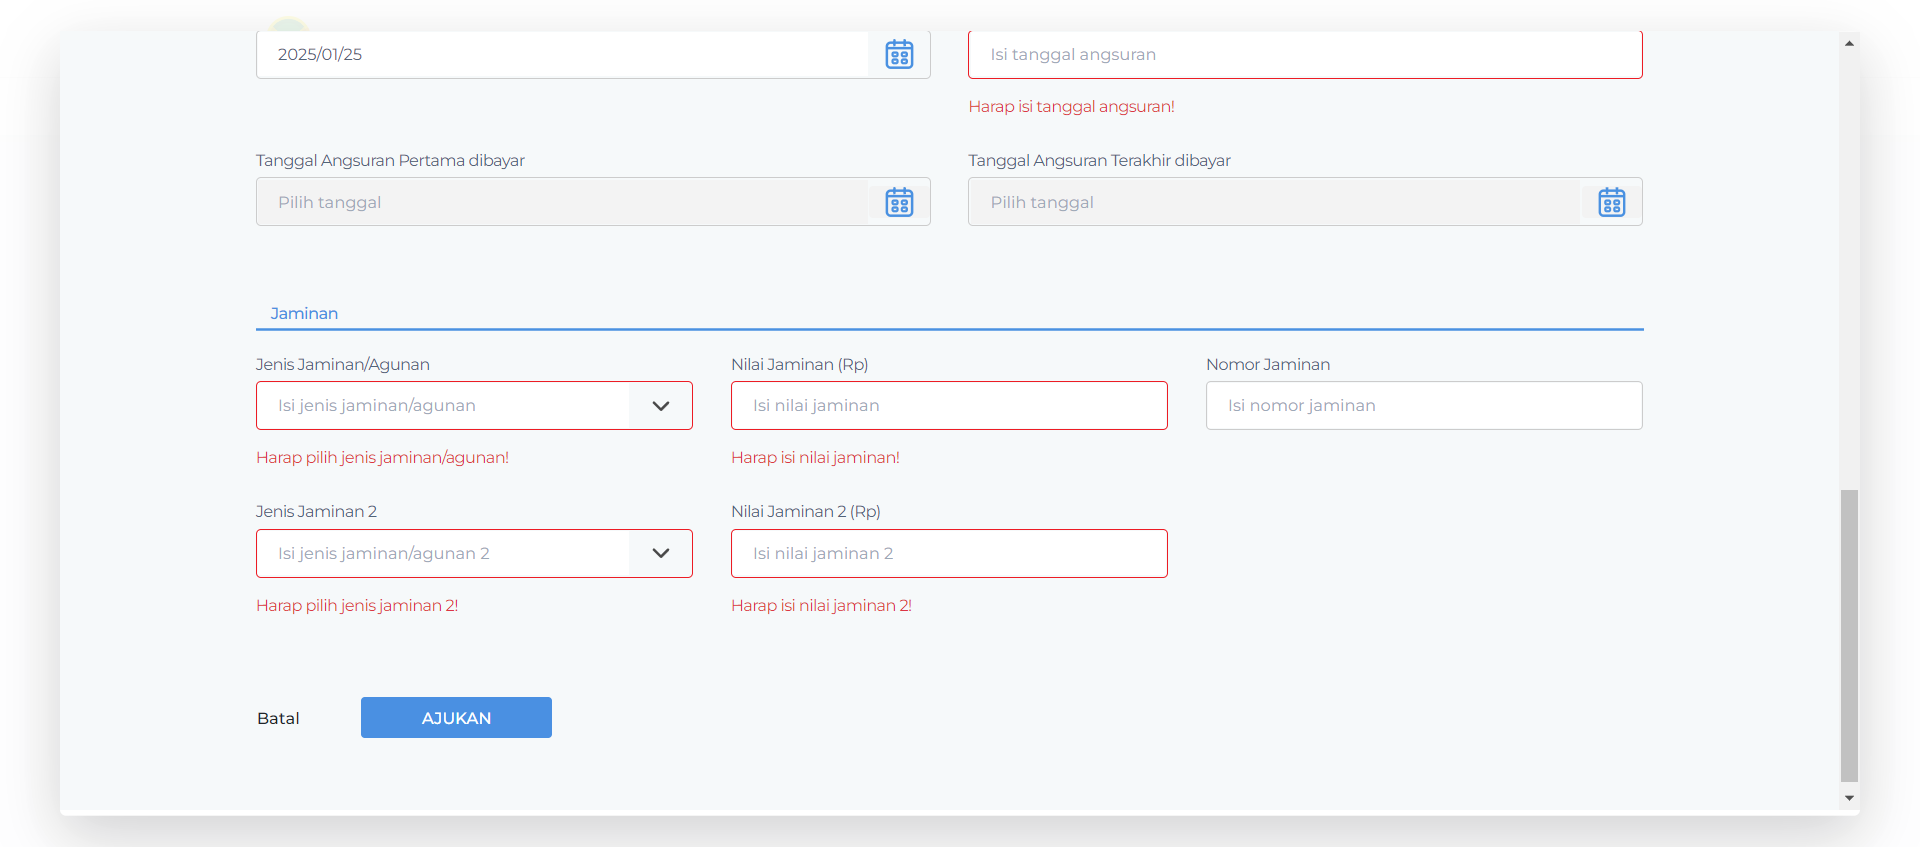 2025/01/25
Isi tanggal angsuran
Harap isi tanggal angsuran!
Tanggal Angsuran Pertama dibayar
Tanggal Angsuran Terakhir dibayar
Pilih tanggal
Pilih tanggal
Jaminan
Jenis Jaminan/Agunan
Nilai Jaminan (Rp)
Nomor Jaminan
Isi jenis jaminan/agunan
Isi nilai jaminan
Isi nomor jaminan
Harap pilih jenis jaminan/agunan!
Harap isi nilai jaminan!
Jenis Jaminan 2
Nilai Jaminan 2 (Rp)
Isi jenis jaminan/agunan 2
Isi nilai jaminan 2
Harap pilih jenis jaminan 2!
Harap isi nilai jaminan 2!
Batal
AJUKAN